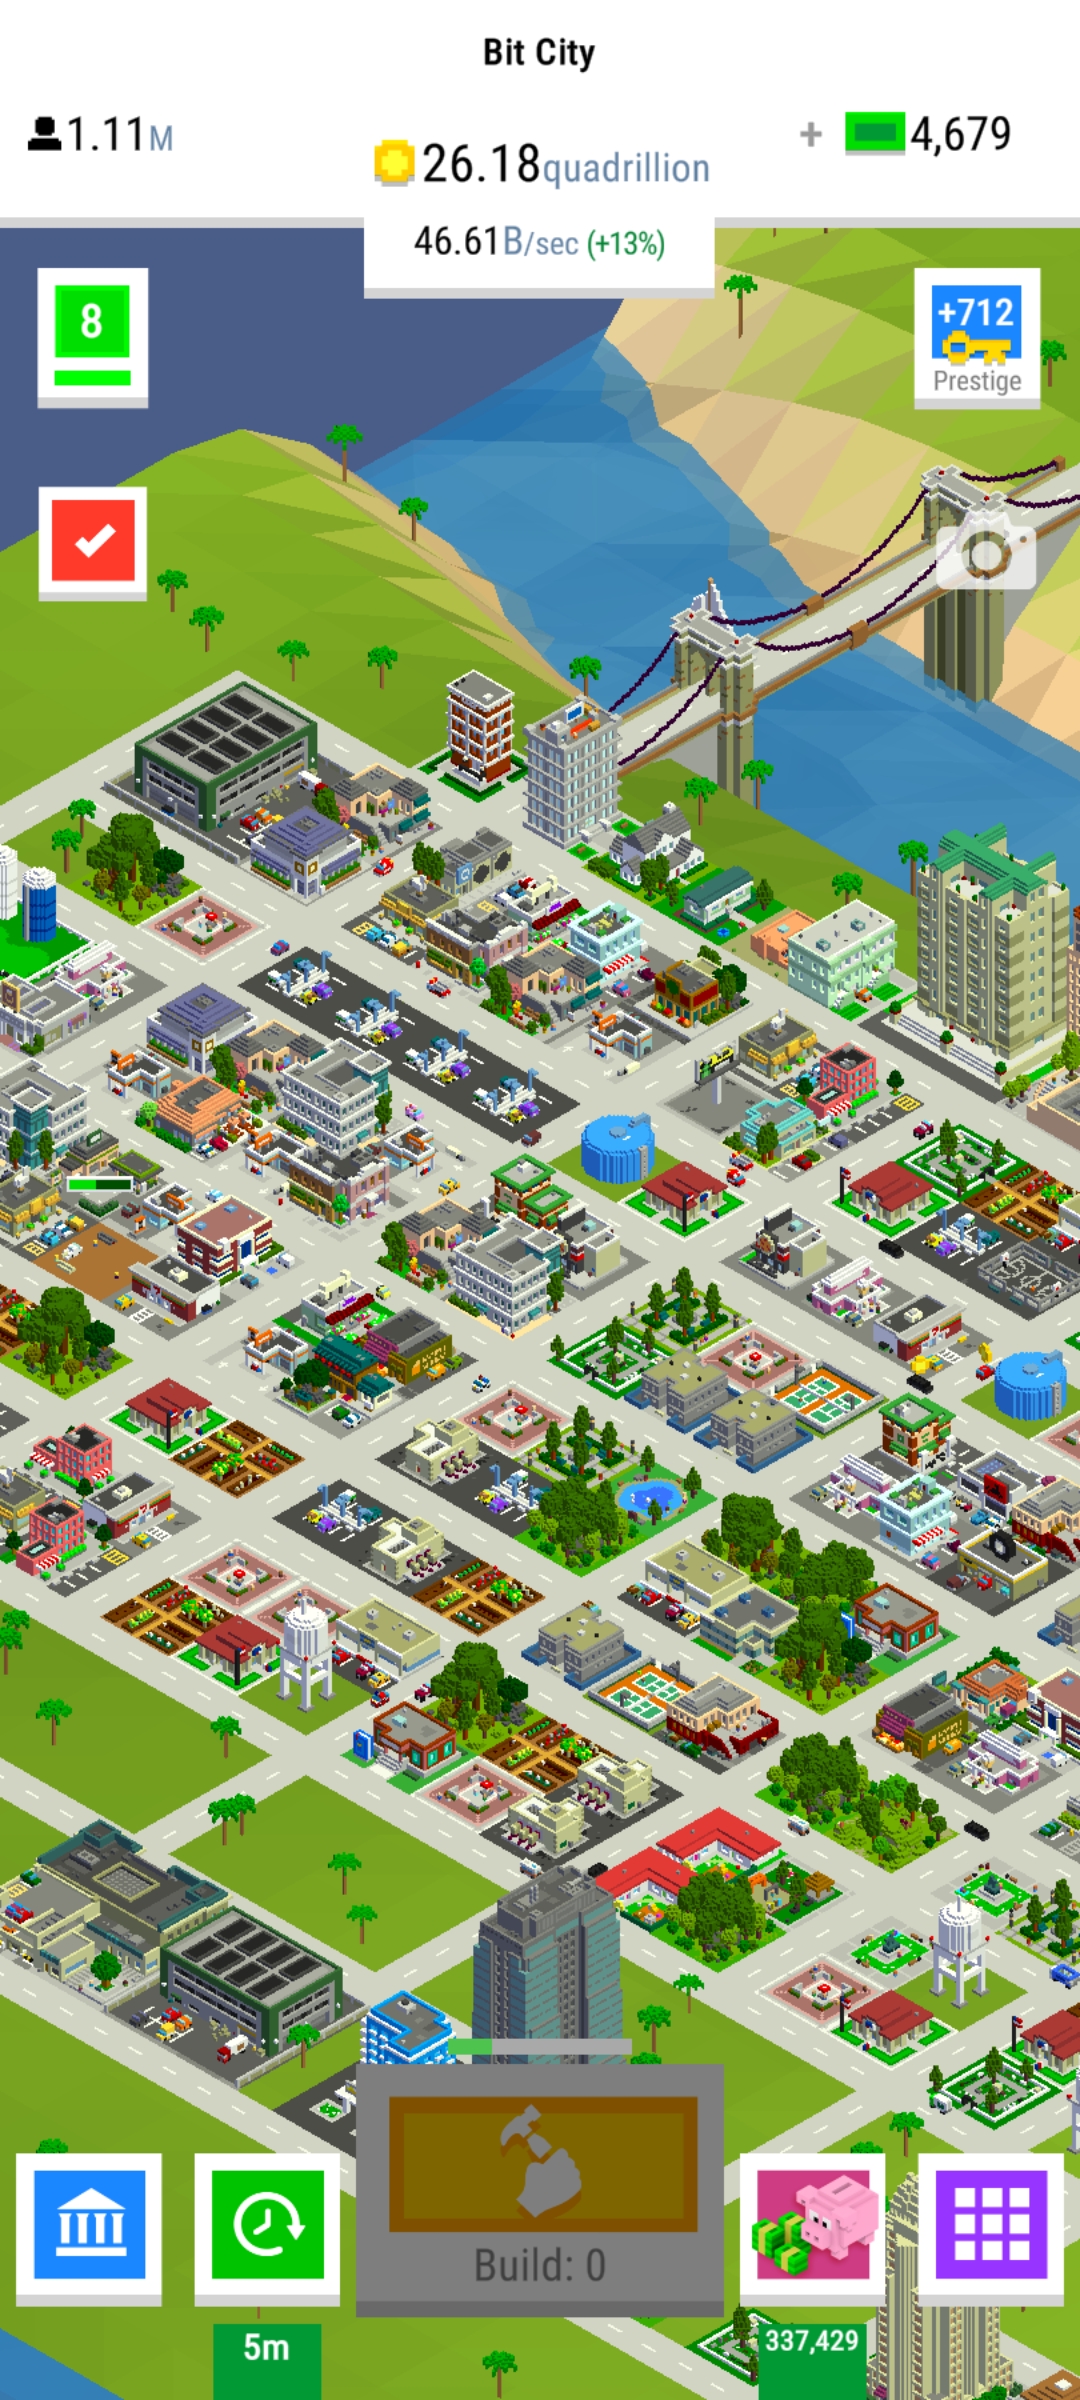 Bit City
1.11M
26.18quadrillion
+ 4,679
46.61B/sec (+13%)
8
+712
Prestige
Build: 0
5m
337,429